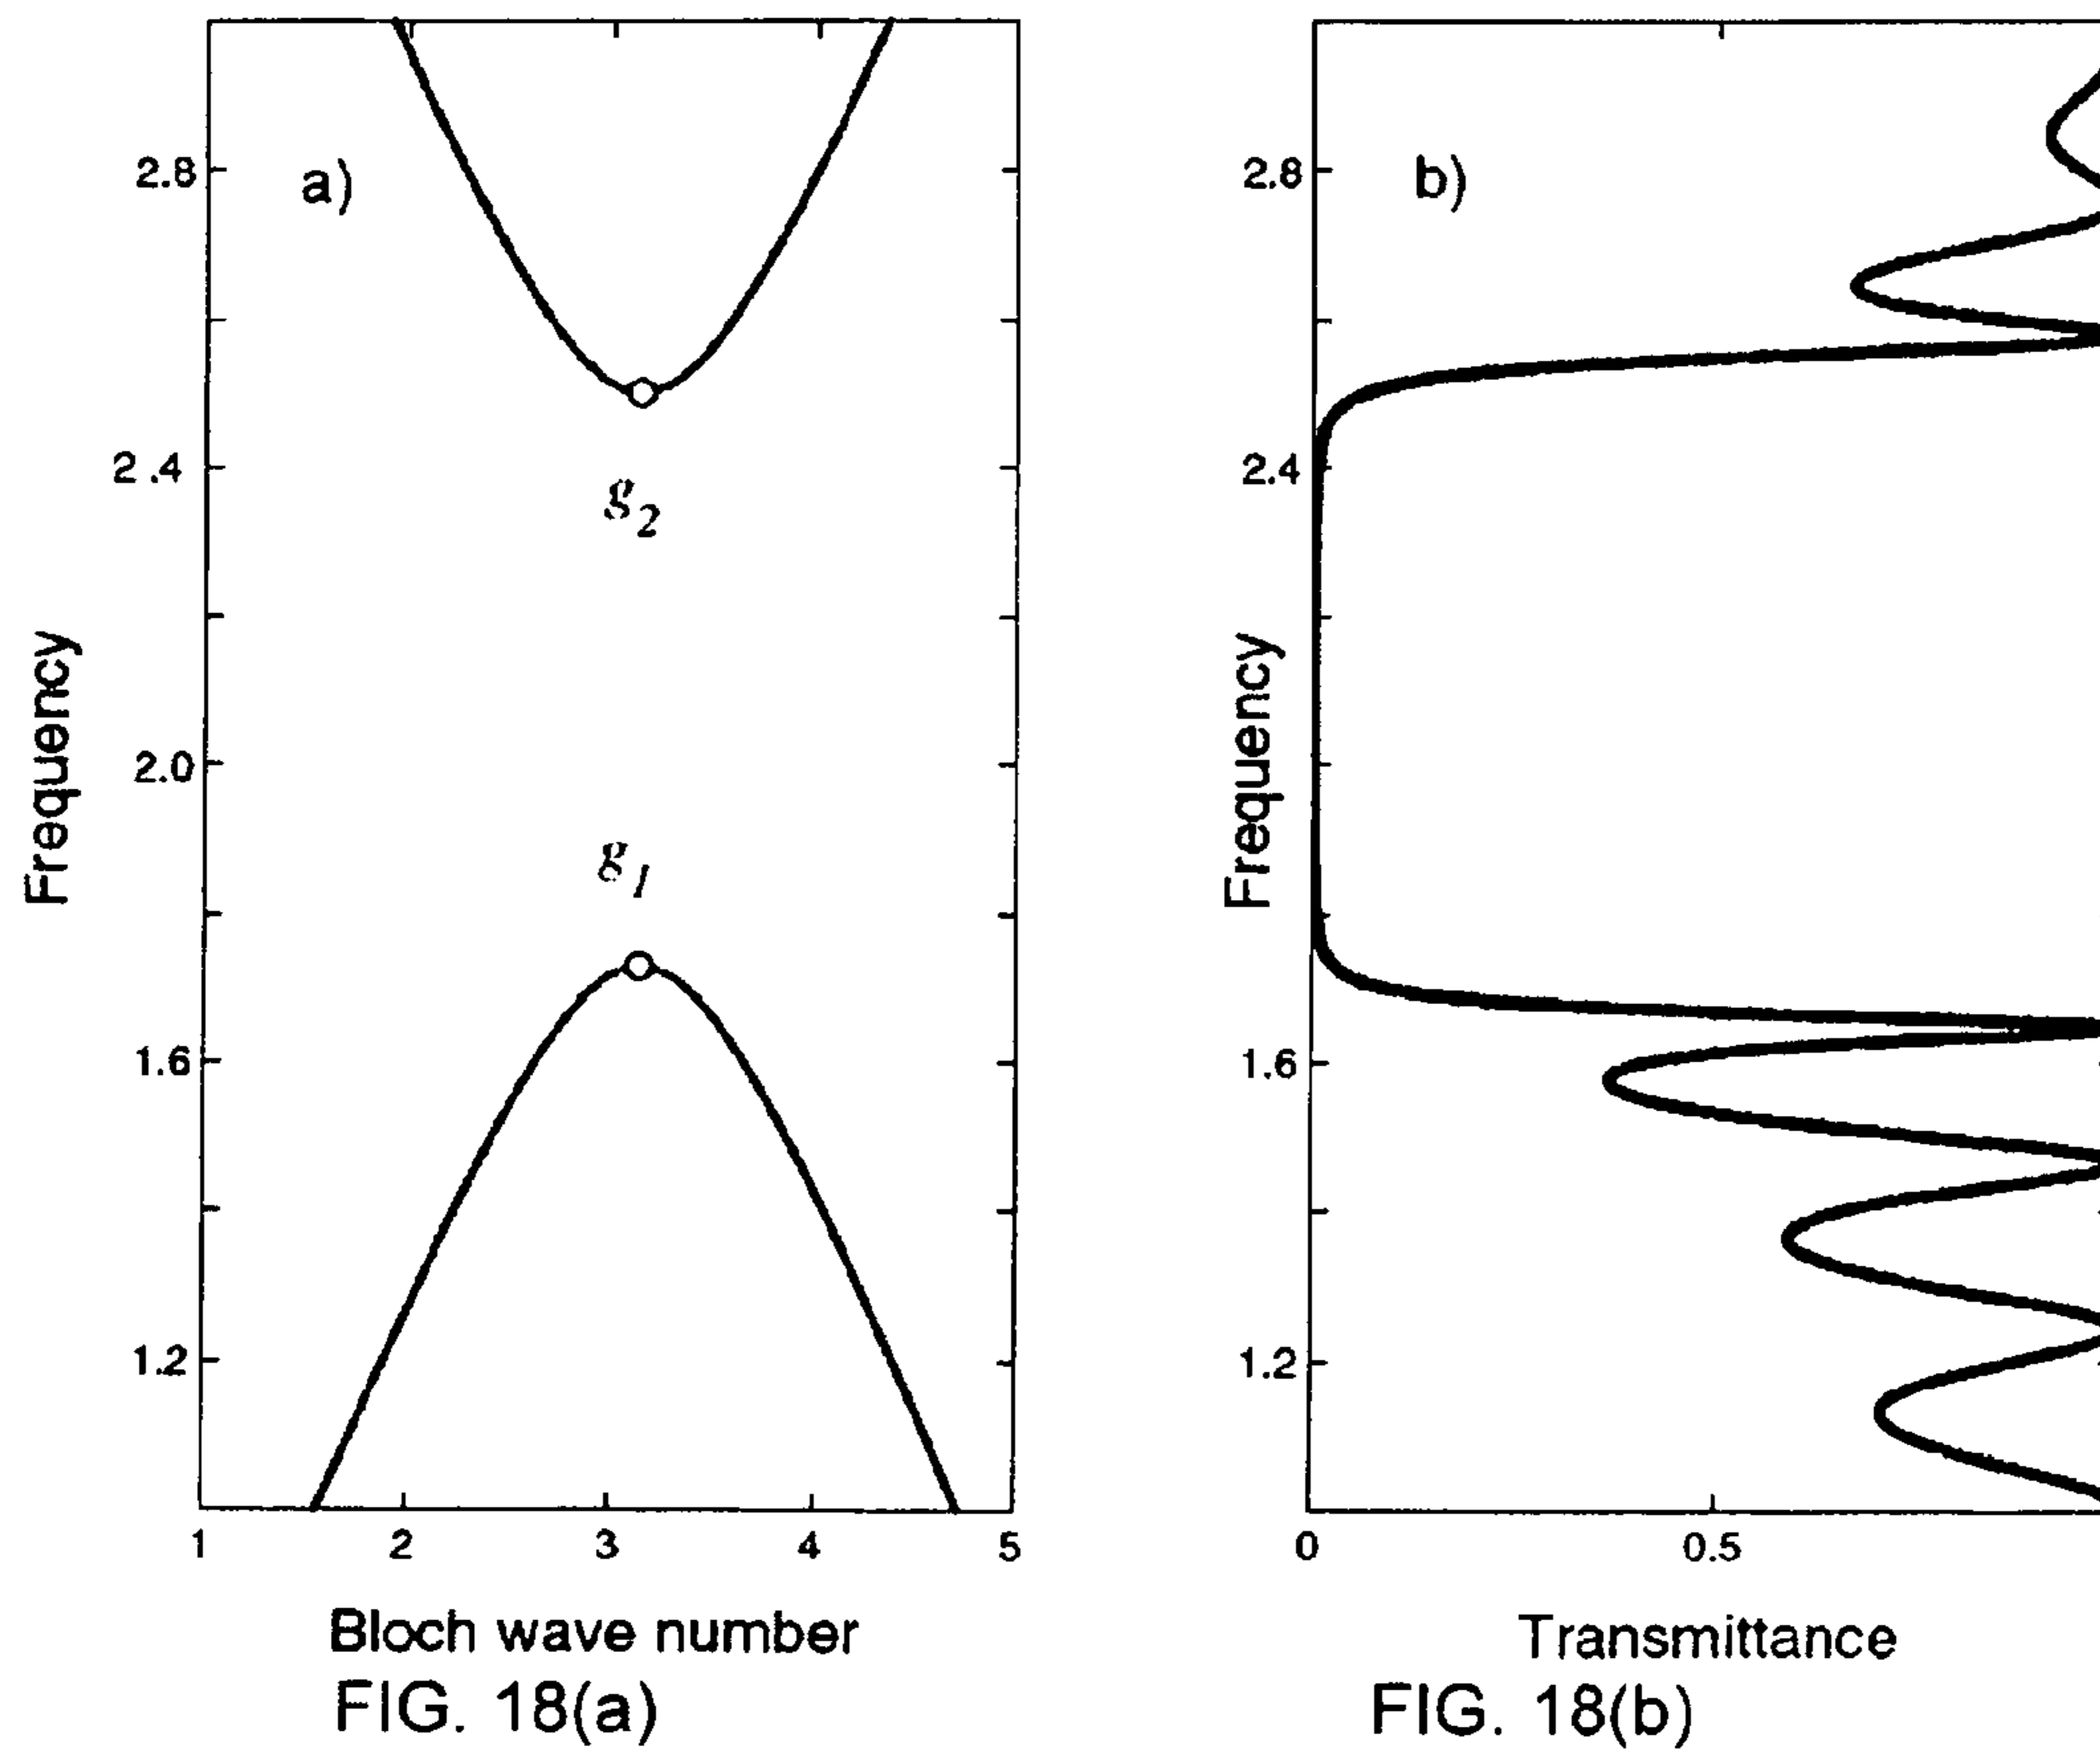 a)
2.8
2.4
2.0
1.6
1.2
g2
g1
Frequency
1 2 3 4 5
Bloch wave number
FIG. 18(a)
b)
2.8
2.4
1.6
1.2
Frequency
0 0.5
Transmittance
FIG. 18(b)